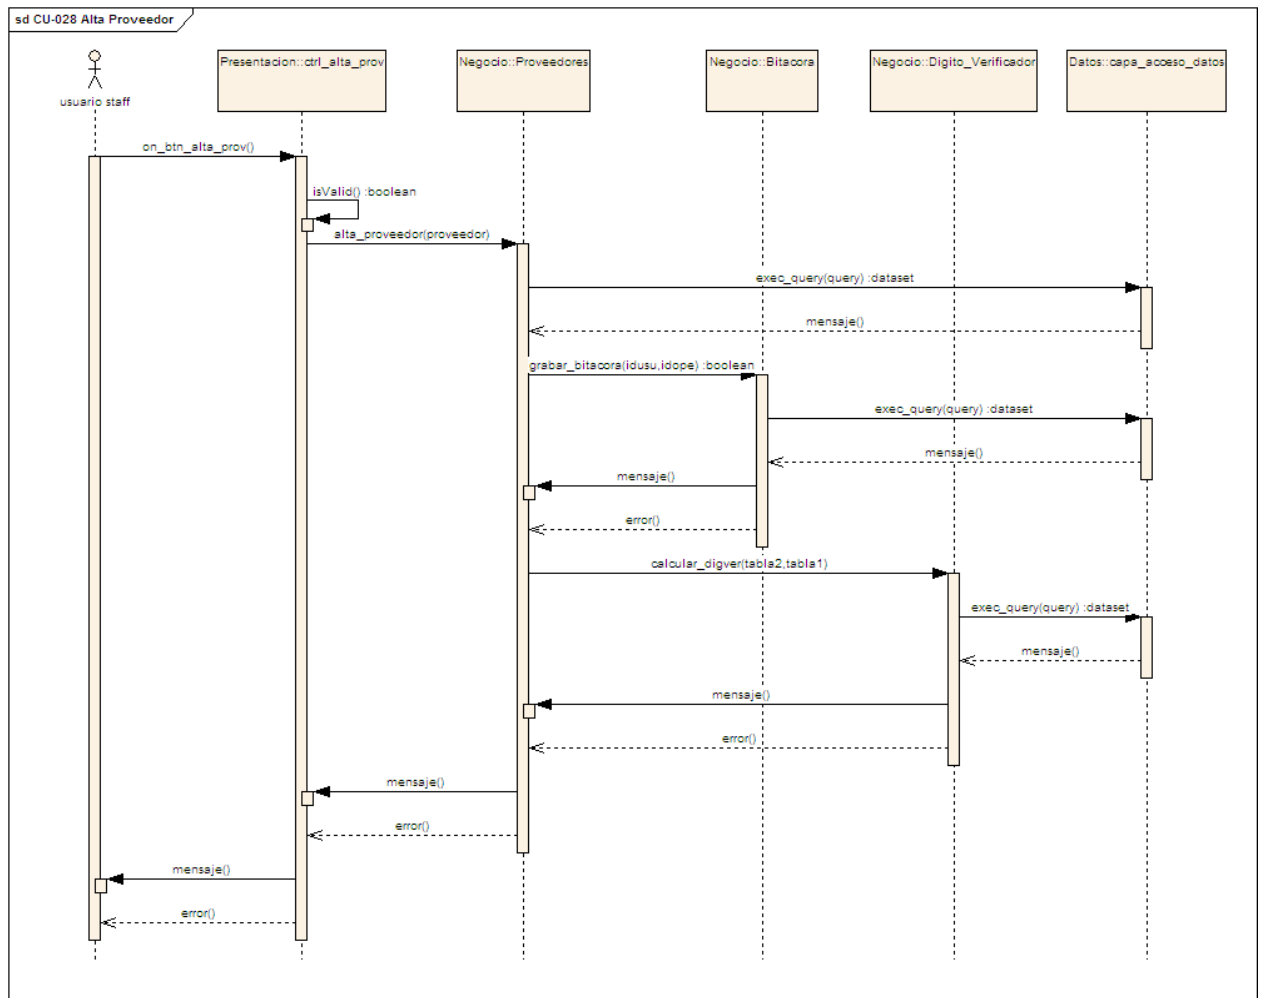 sd CU-028 Alta Proveedor
usuario staff
Presentacion::ctrl_alta_prov
Negocio::Proveedores
Negocio::Bitacora
Negocio::Digito_Verificador
Datos::capa_acceso_datos
on_btn_alta_prov()
isValid() :boolean
alta_proveedor(proveedor)
exec_query(query) :dataset
mensaje()
grabar_bitacora(idusu,idope) :boolean
exec_query(query) :dataset
mensaje()
mensaje()
error()
calcular_digver(tabla2,tabla1)
exec_query(query) :dataset
mensaje()
mensaje()
error()
mensaje()
error()
mensaje()
error()